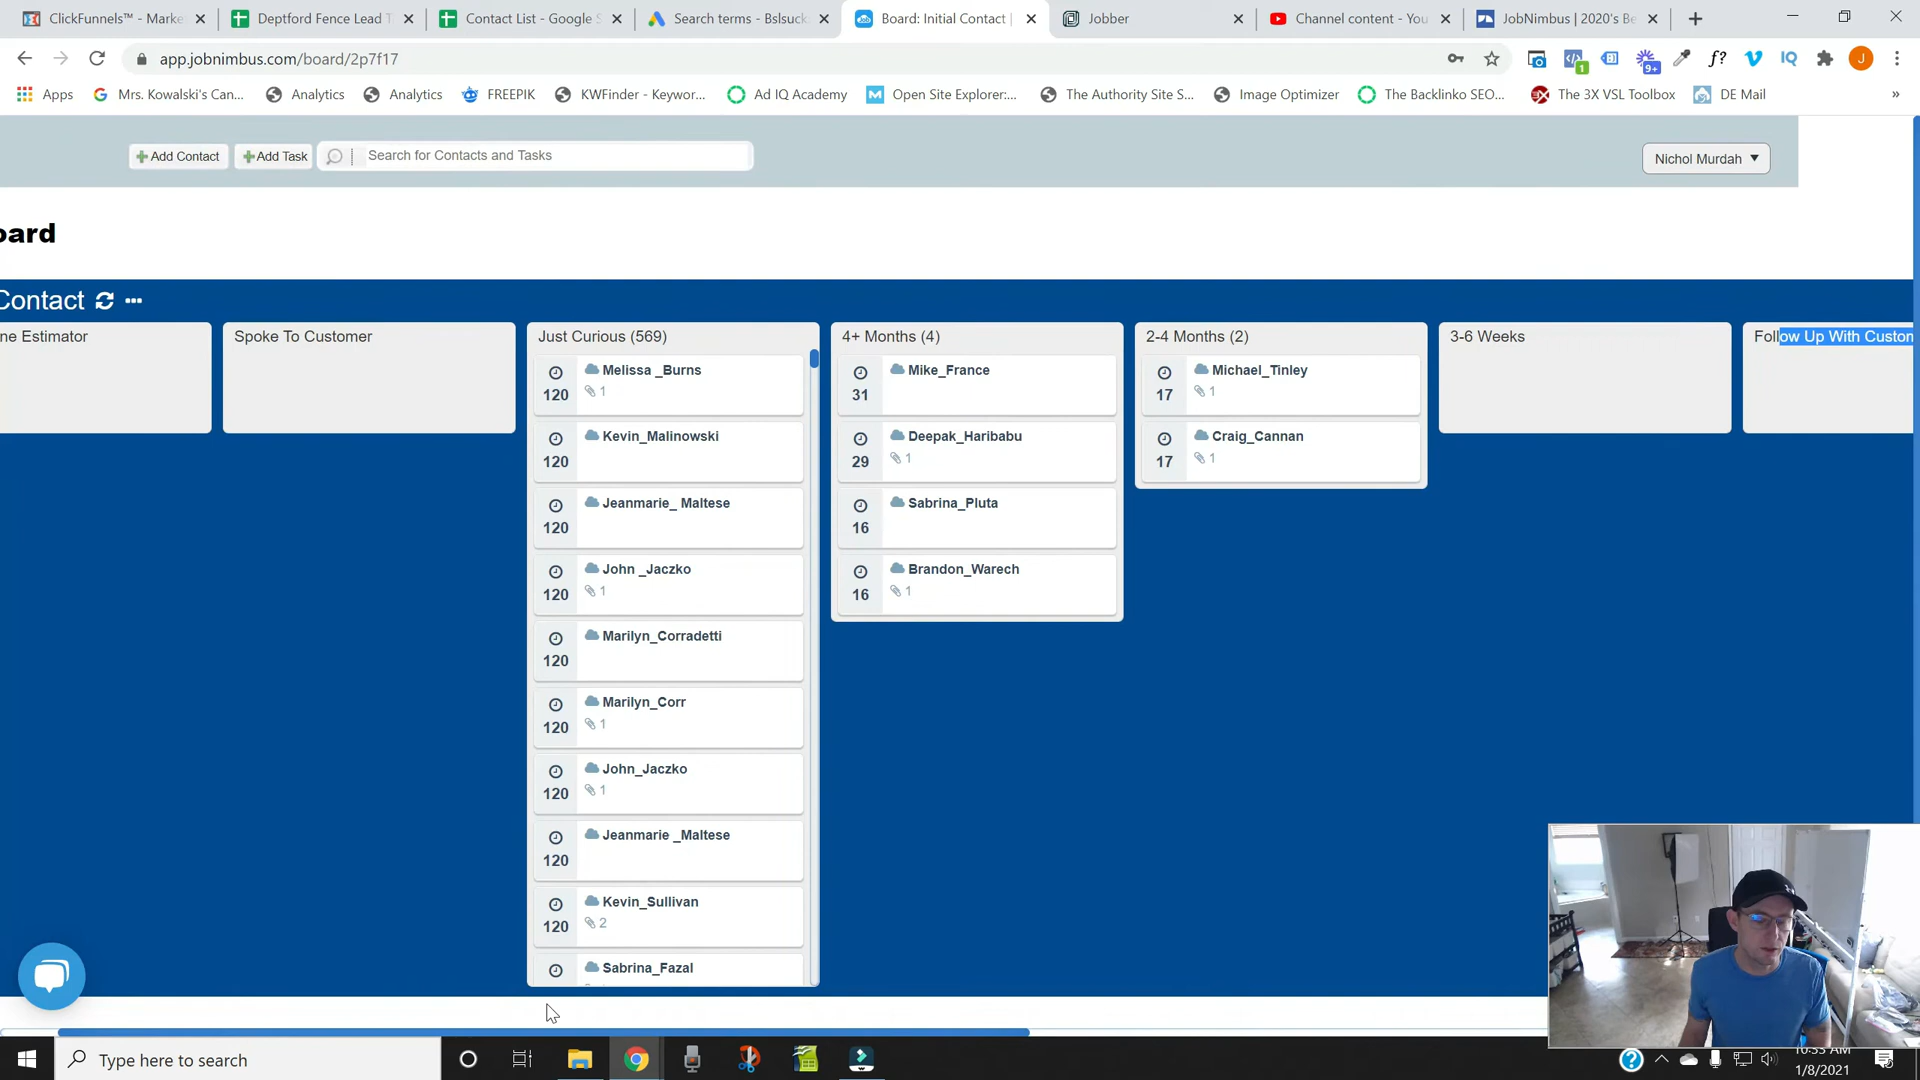 ClickFunnels™ - Marke
Deptford Fence Lead T
Contact List - Google S
Search terms - Bslsuck
Board: Initial Contact |
Jobber
Channel content - You
JobNimbus | 2020's Be
app.jobnimbus.com/board/2p7f17
1
9+
f?
IQ
J
Apps
Mrs. Kowalski's Can...
Analytics
Analytics
FREEPIK
KWFinder - Keywor...
Ad IQ Academy
Open Site Explorer:...
The Authority Site S...
Image Optimizer
The Backlinko SEO...
The 3X VSL Toolbox
DE Mail
»
+Add Contact
+Add Task
Search for Contacts and Tasks
Nichol Murdah ▼
oard
Contact
ne Estimator
Spoke To Customer
Just Curious (569)
120
Melissa _Burns
1
120
Kevin_Malinowski
120
Jeanmarie_ Maltese
120
John _Jaczko
1
120
Marilyn_Corradetti
120
Marilyn_Corr
1
120
John_Jaczko
1
120
Jeanmarie _Maltese
120
Kevin_Sullivan
2
Sabrina_Fazal
4+ Months (4)
31
Mike_France
29
Deepak_Haribabu
1
16
Sabrina_Pluta
16
Brandon_Warech
1
2-4 Months (2)
17
Michael_Tinley
1
17
Craig_Cannan
1
3-6 Weeks
Follow Up With Custom
Type here to search
10:33 AM
1/8/2021